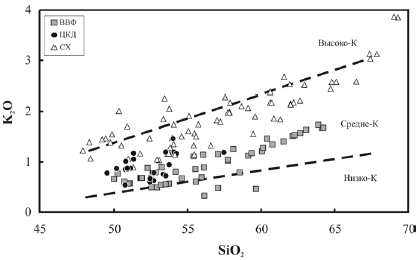 K₂O
4
3
2
1
0
ВВФ
ЦКД
СХ
Высоко-К
Средне-К
Низко-К
45 50 55 60 65 70
SiO₂